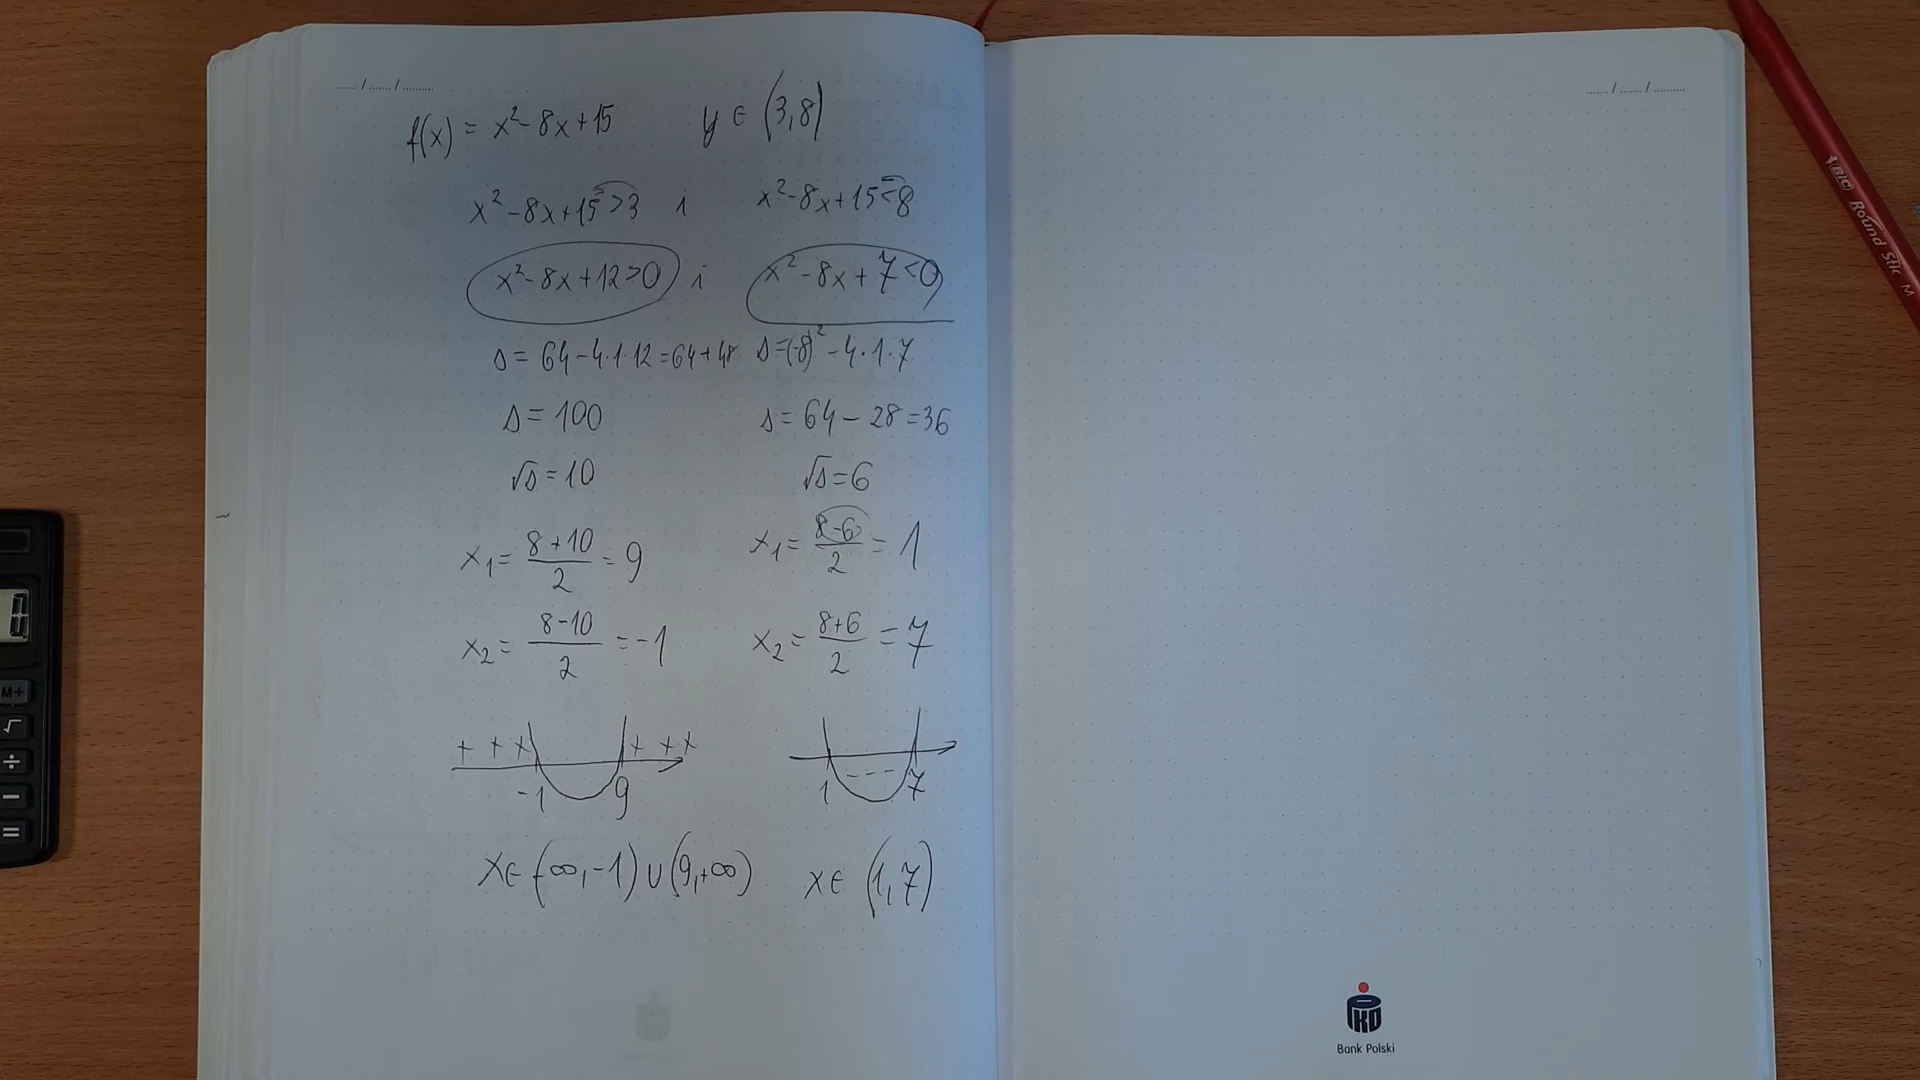 ...... / ...... / .........
f(x) = x²-8x+15 y ∈ (3,8)
x²-8x+15>3 i x²-8x+15<8
x²-8x+12>0 i x²-8x+7<0
Δ= 64-4·1·12=64+48 Δ=(-8)²-4·1·7
Δ= 100 Δ= 64-28=36
√Δ=10 √Δ=6
x₁= (8+10)/2 = 9 x₁= (8-6)/2 = 1
x₂= (8-10)/2 = -1 x₂= (8+6)/2 = 7
+ + + + + +
- - -
-1 9 1 7
x∈ (-∞,-1)∪(9,+∞) x∈ (1,7)
...... / ...... / .........
BIC Round Stic M
M+
√
÷
−
=
Bank Polski